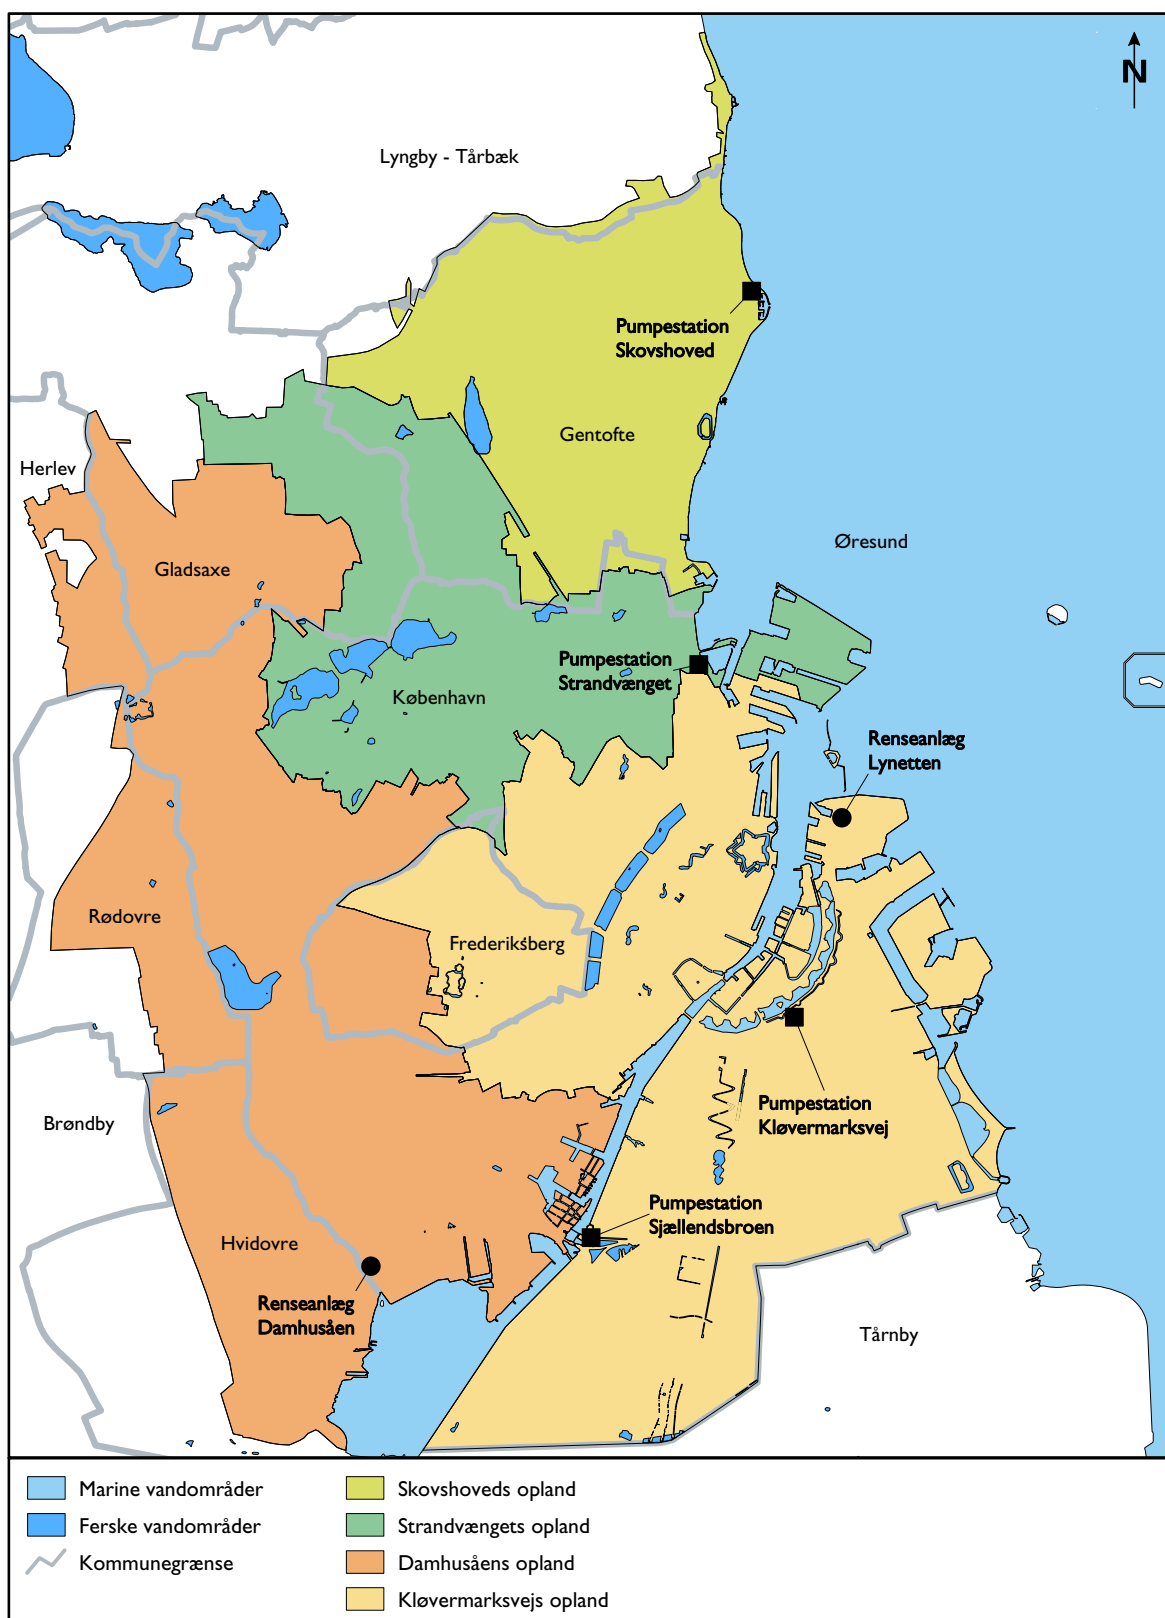 N
Lyngby - Tårbæk
Pumpestation
Skovshoved
Gentofte
Herlev
Øresund
Gladsaxe
Pumpestation
Strandvænget
København
Renseanlæg
Lynetten
Rødovre
Frederiksberg
Pumpestation
Kløvermarksvej
Brøndby
Pumpestation
Sjællendsbroen
Hvidovre
Renseanlæg
Damhusåen
Tårnby
Marine vandområder
Ferske vandområder
Kommunegrænse
Skovshoveds opland
Strandvængets opland
Damhusåens opland
Kløvermarksvejs opland